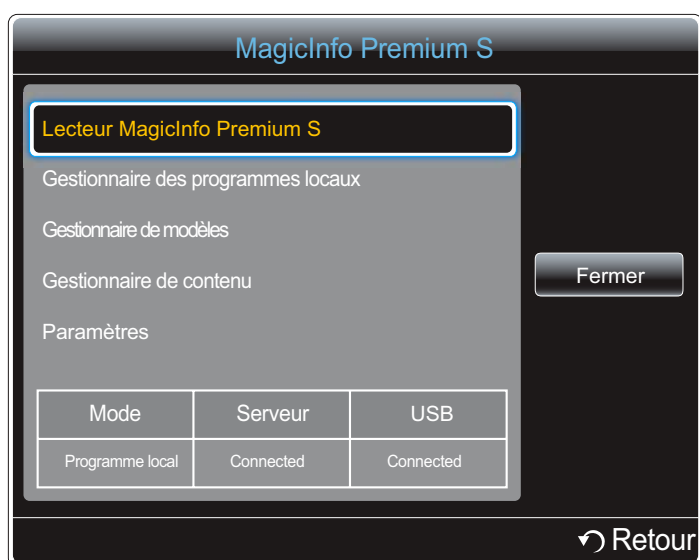 MagicInfo Premium S
Lecteur MagicInfo Premium S
Gestionnaire des programmes locaux
Gestionnaire de modèles
Gestionnaire de contenu
Paramètres
Fermer
Mode Serveur USB
Programme local Connected Connected
Retour